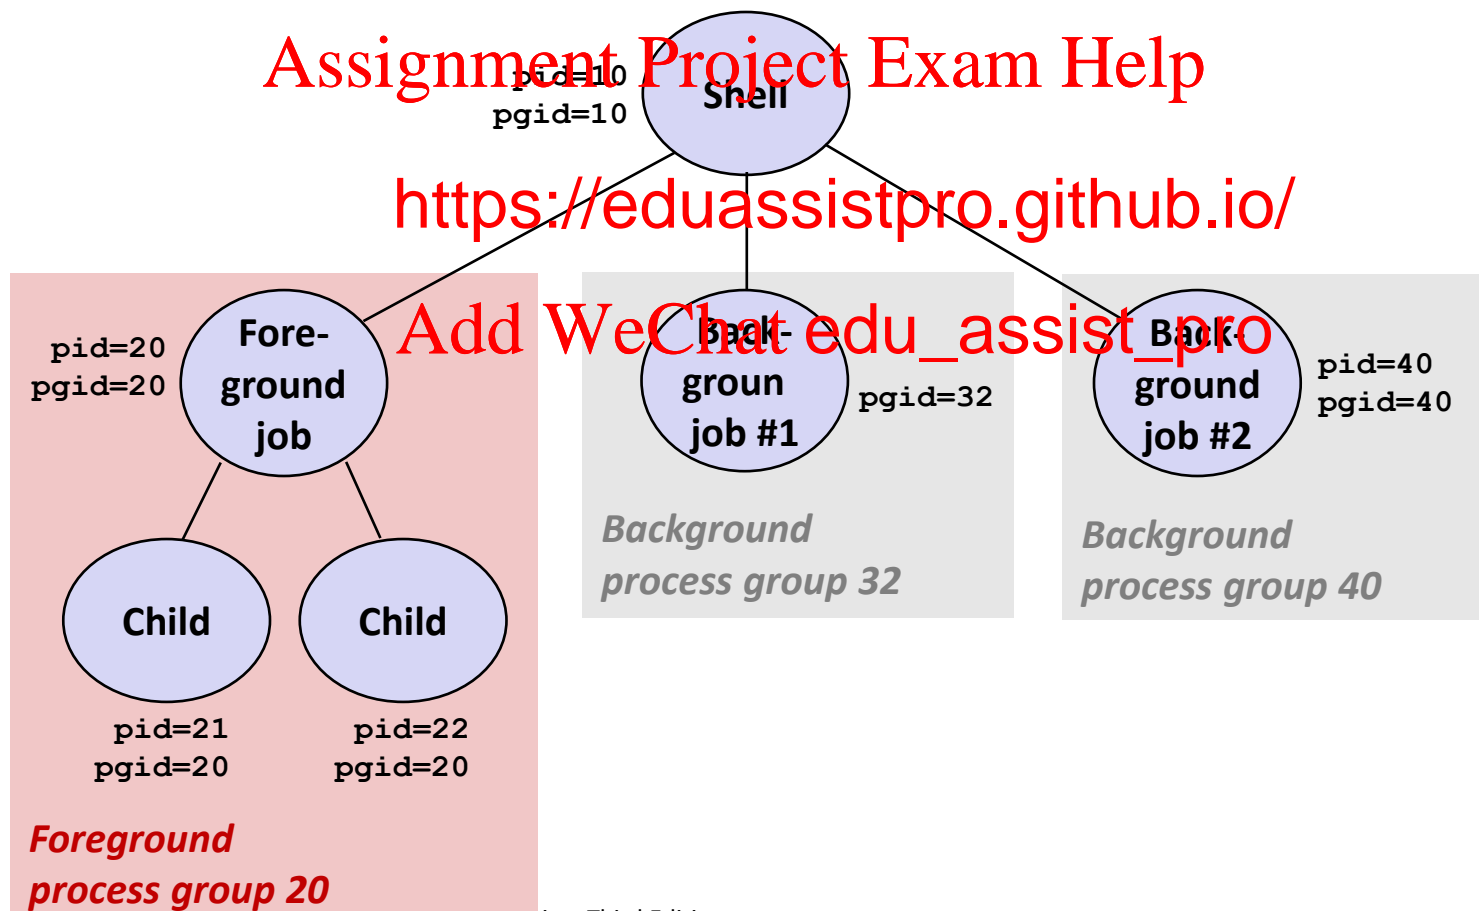 Assignment Project Exam Help
pid=10
pgid=10
Shell
https://eduassistpro.github.io/
Add WeChat edu_assist_pro
pid=20
pgid=20
Fore-
ground
job
Back-
groun
job #1
pgid=32
Back-
ground
job #2
pid=40
pgid=40
Background
process group 32
Background
process group 40
Child
Child
pid=21
pgid=20
pid=22
pgid=20
Foreground
process group 20